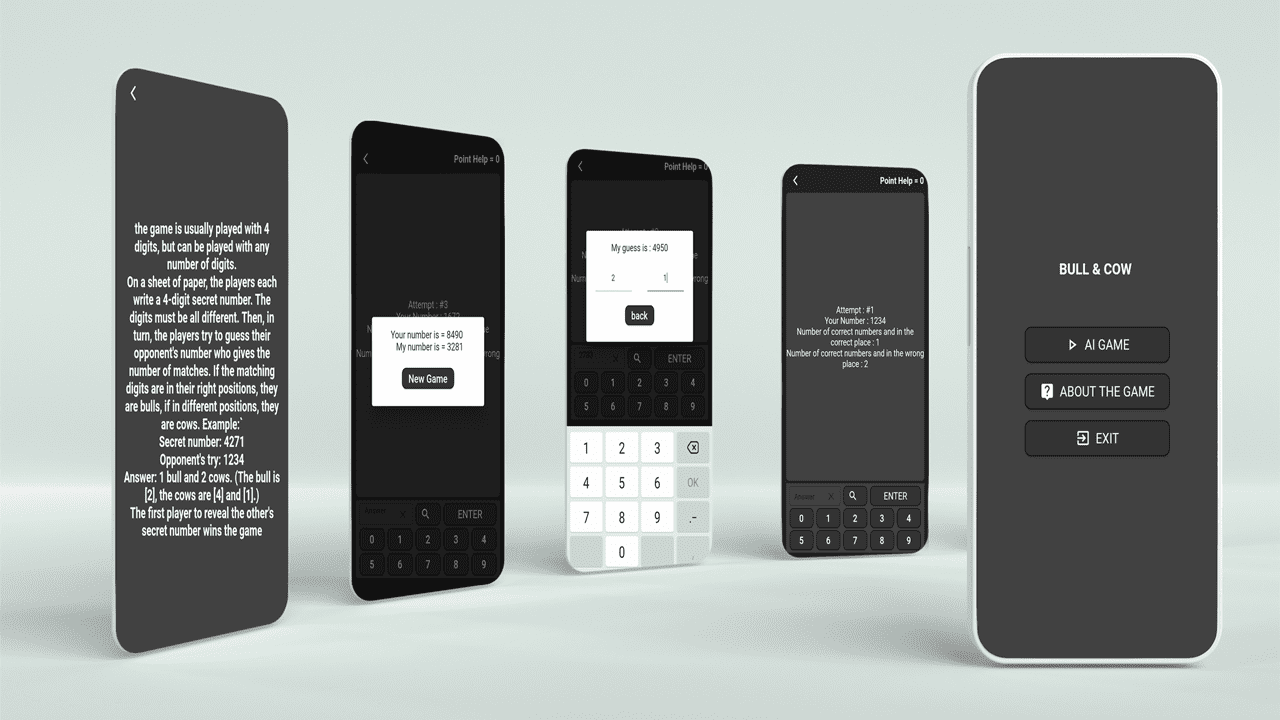 the game is usually played with 4
digits, but can be played with any
number of digits.
On a sheet of paper, the players each
write a 4-digit secret number. The
digits must be all different. Then, in
turn, the players try to guess their
opponent's number who gives the
number of matches. If the matching
digits are in their right positions, they
are bulls, if in different positions, they
are cows. Example:`
Secret number: 4271
Opponent's try: 1234
Answer: 1 bull and 2 cows. (The bull is
[2], the cows are [4] and [1].)
The first player to reveal the other's
secret number wins the game
Point Help = 0
Attempt : #3
Your Number : 1672
Your number is = 8490
My number is = 3281
New Game
Answer
ENTER
0 1 2 3 4
5 6 7 8 9
Point Help = 0
My guess is : 4950
2 1
back
wrong
ENTER
0 1 2 3 4
5 6 7 8 9
1 2 3
4 5 6 OK
7 8 9 .-
0 ,
Point Help = 0
Attempt : #1
Your Number : 1234
Number of correct numbers and in the
correct place : 1
Number of correct numbers and in the wrong
place : 2
Answer X
ENTER
0 1 2 3 4
5 6 7 8 9
BULL & COW
AI GAME
ABOUT THE GAME
EXIT